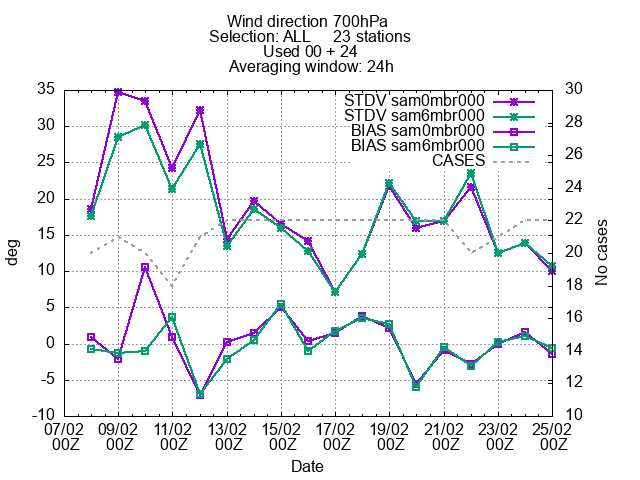 Wind direction 700hPa
Selection: ALL 23 stations
Used 00 + 24
Averaging window: 24h
STDV sam0mbr000
STDV sam6mbr000
BIAS sam0mbr000
BIAS sam6mbr000
CASES
35
30
25
20
15
10
5
0
-5
-10
deg
30
28
26
24
22
20
18
16
14
12
10
No cases
07/02 09/02 11/02 13/02 15/02 17/02 19/02 21/02 23/02 25/02
00Z 00Z 00Z 00Z 00Z 00Z 00Z 00Z 00Z 00Z
Date